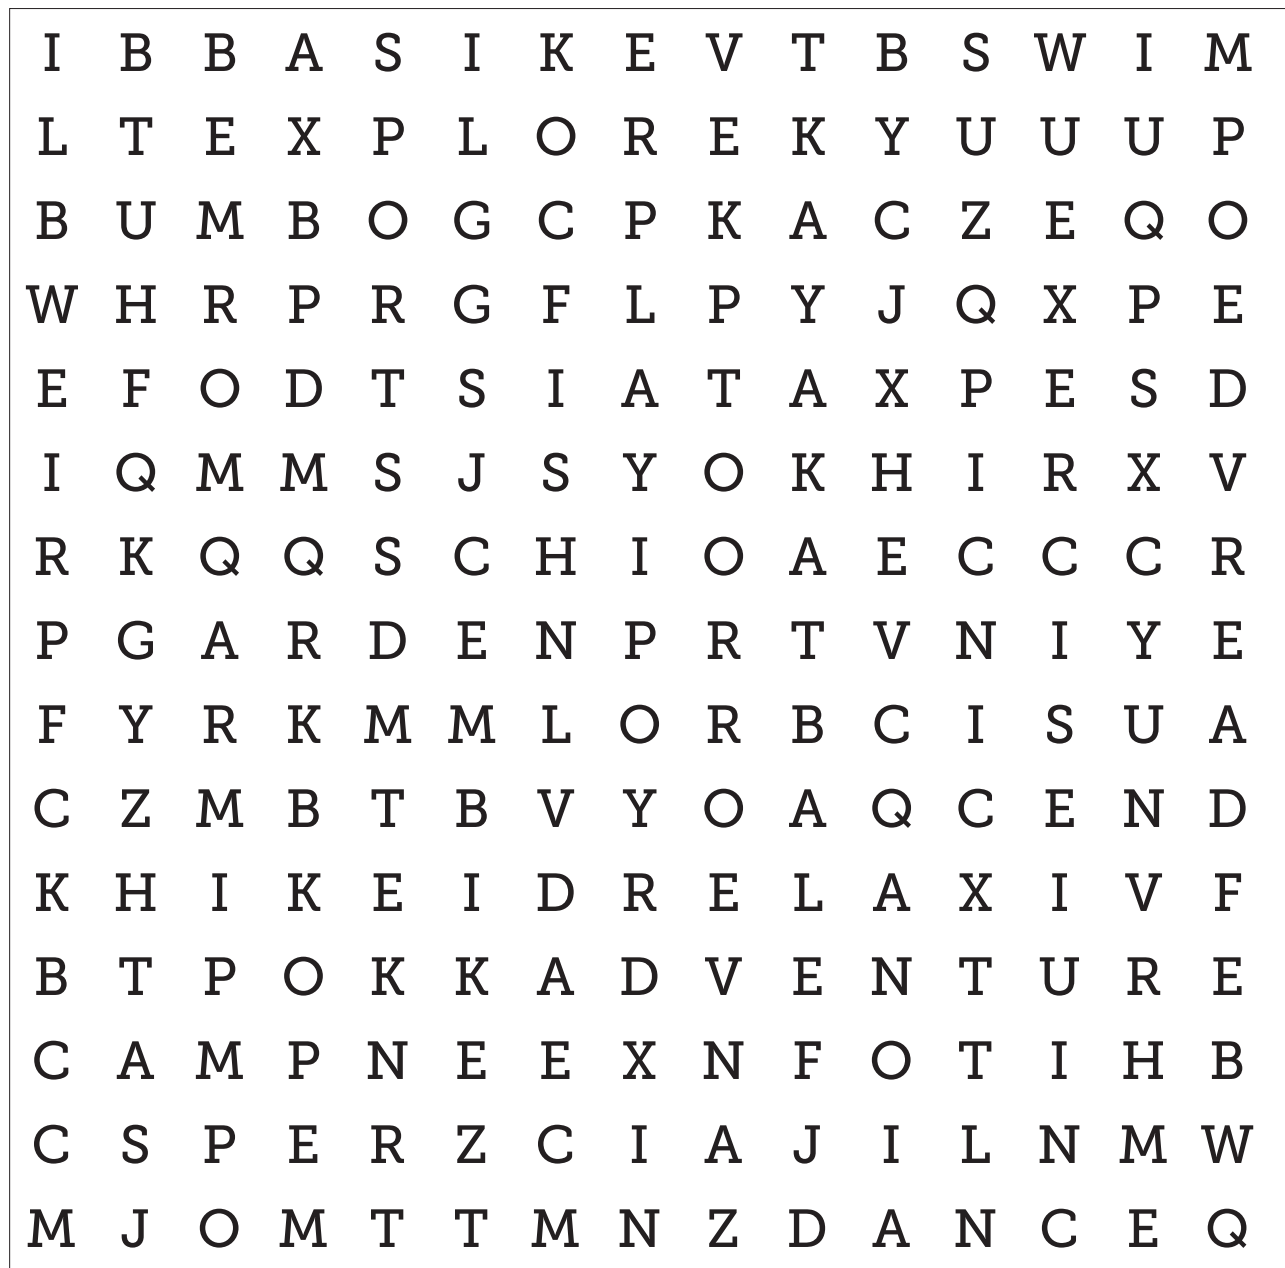 I B B A S I K E V T B S W I M
L T E X P L O R E K Y U U U P
B U M B O G C P K A C Z E Q O
W H R P R G F L P Y J Q X P E
E F O D T S I A T A X P E S D
I Q M M S J S Y O K H I R X V
R K Q Q S C H I O A E C C C R
P G A R D E N P R T V N I Y E
F Y R K M M L O R B C I S U A
C Z M B T B V Y O A Q C E N D
K H I K E I D R E L A X I V F
B T P O K K A D V E N T U R E
C A M P N E E X N F O T I H B
C S P E R Z C I A J I L N M W
M J O M T T M N Z D A N C E Q